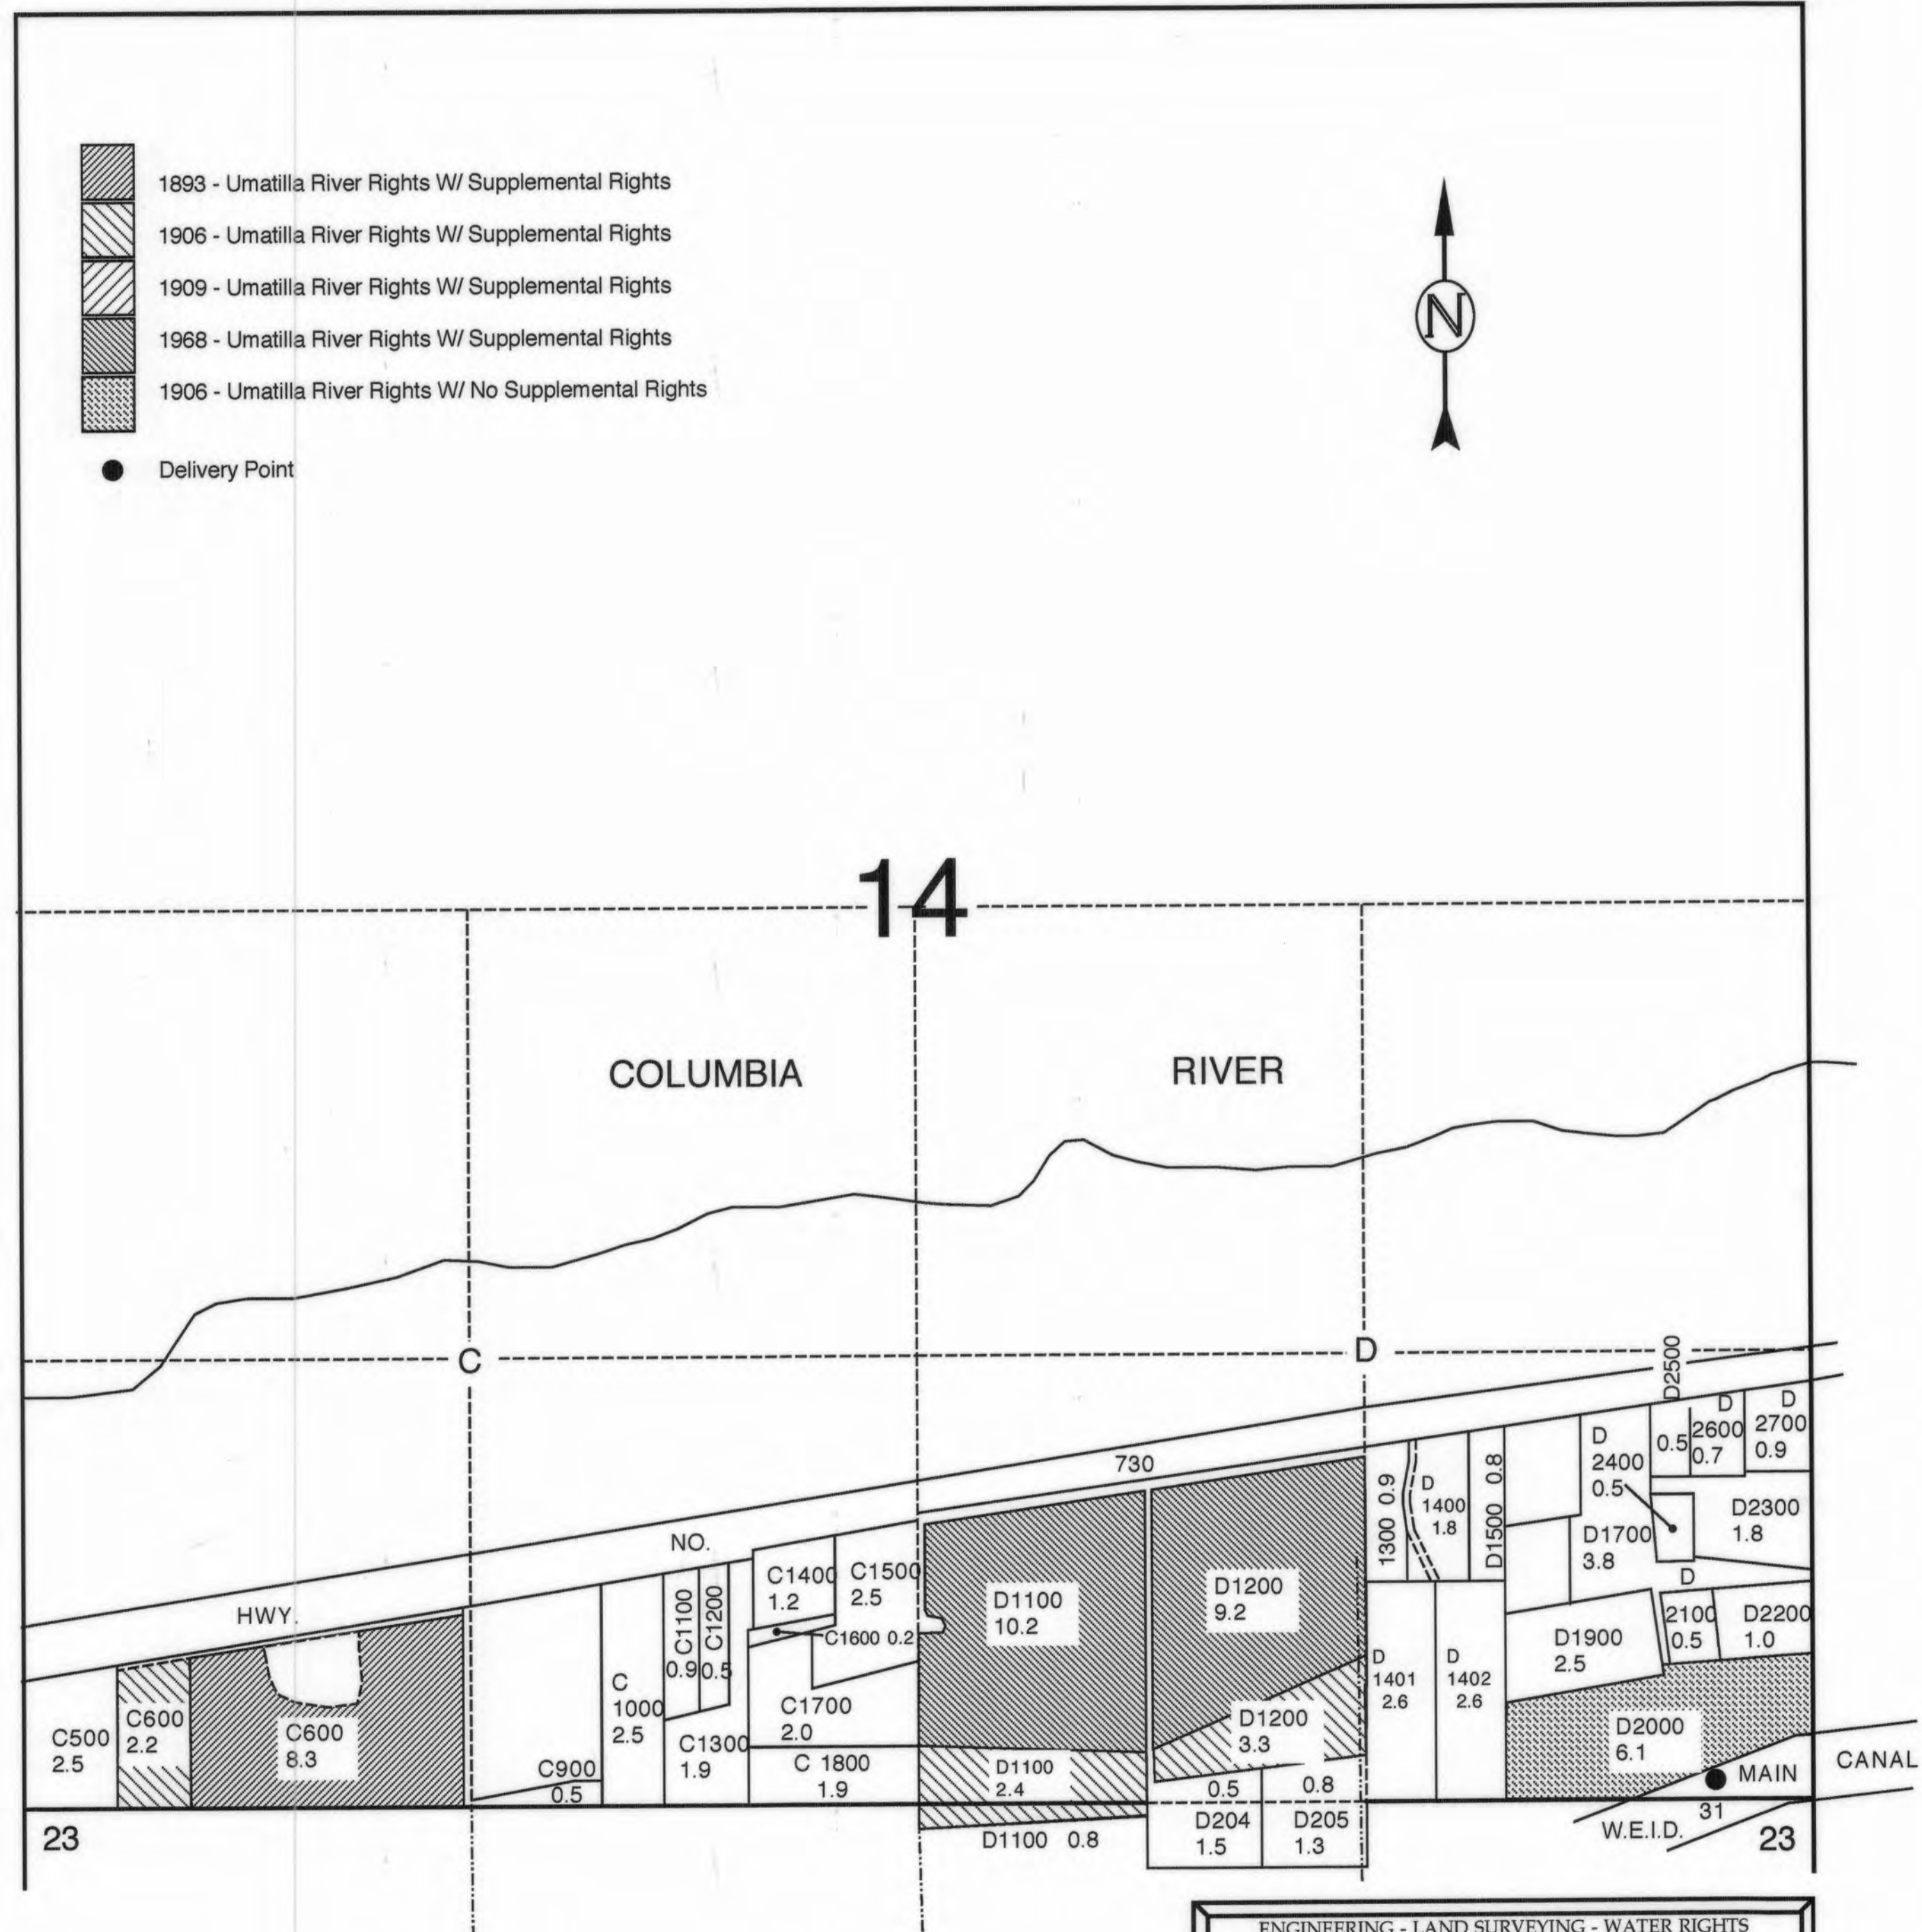 1893 - Umatilla River Rights W/ Supplemental Rights
1906 - Umatilla River Rights W/ Supplemental Rights
1909 - Umatilla River Rights W/ Supplemental Rights
1968 - Umatilla River Rights W/ Supplemental Rights
1906 - Umatilla River Rights W/ No Supplemental Rights
Delivery Point
N
14
COLUMBIA RIVER
C
D
HWY.
NO.
730
C500
2.5
C600
2.2
C600
8.3
C900
0.5
C
1000
2.5
C1100
0.9
C1200
0.5
C1300
1.9
C1400
1.2
C1500
2.5
C1600 0.2
C1700
2.0
C 1800
1.9
D1100
10.2
D1100
2.4
D1100 0.8
D1200
9.2
D1200
3.3
0.5
0.8
D204
1.5
D205
1.3
1300 0.9
D
1400
1.8
D1500 0.8
D
1401
2.6
D
1402
2.6
D
2400
0.5
D2500
0.5
D
2600
0.7
D
2700
0.9
D1700
3.8
D2300
1.8
D
2100
0.5
D2200
1.0
D1900
2.5
D2000
6.1
MAIN CANAL
31
W.E.I.D.
23
23
ENGINEERING - LAND SURVEYING - WATER RIGHTS